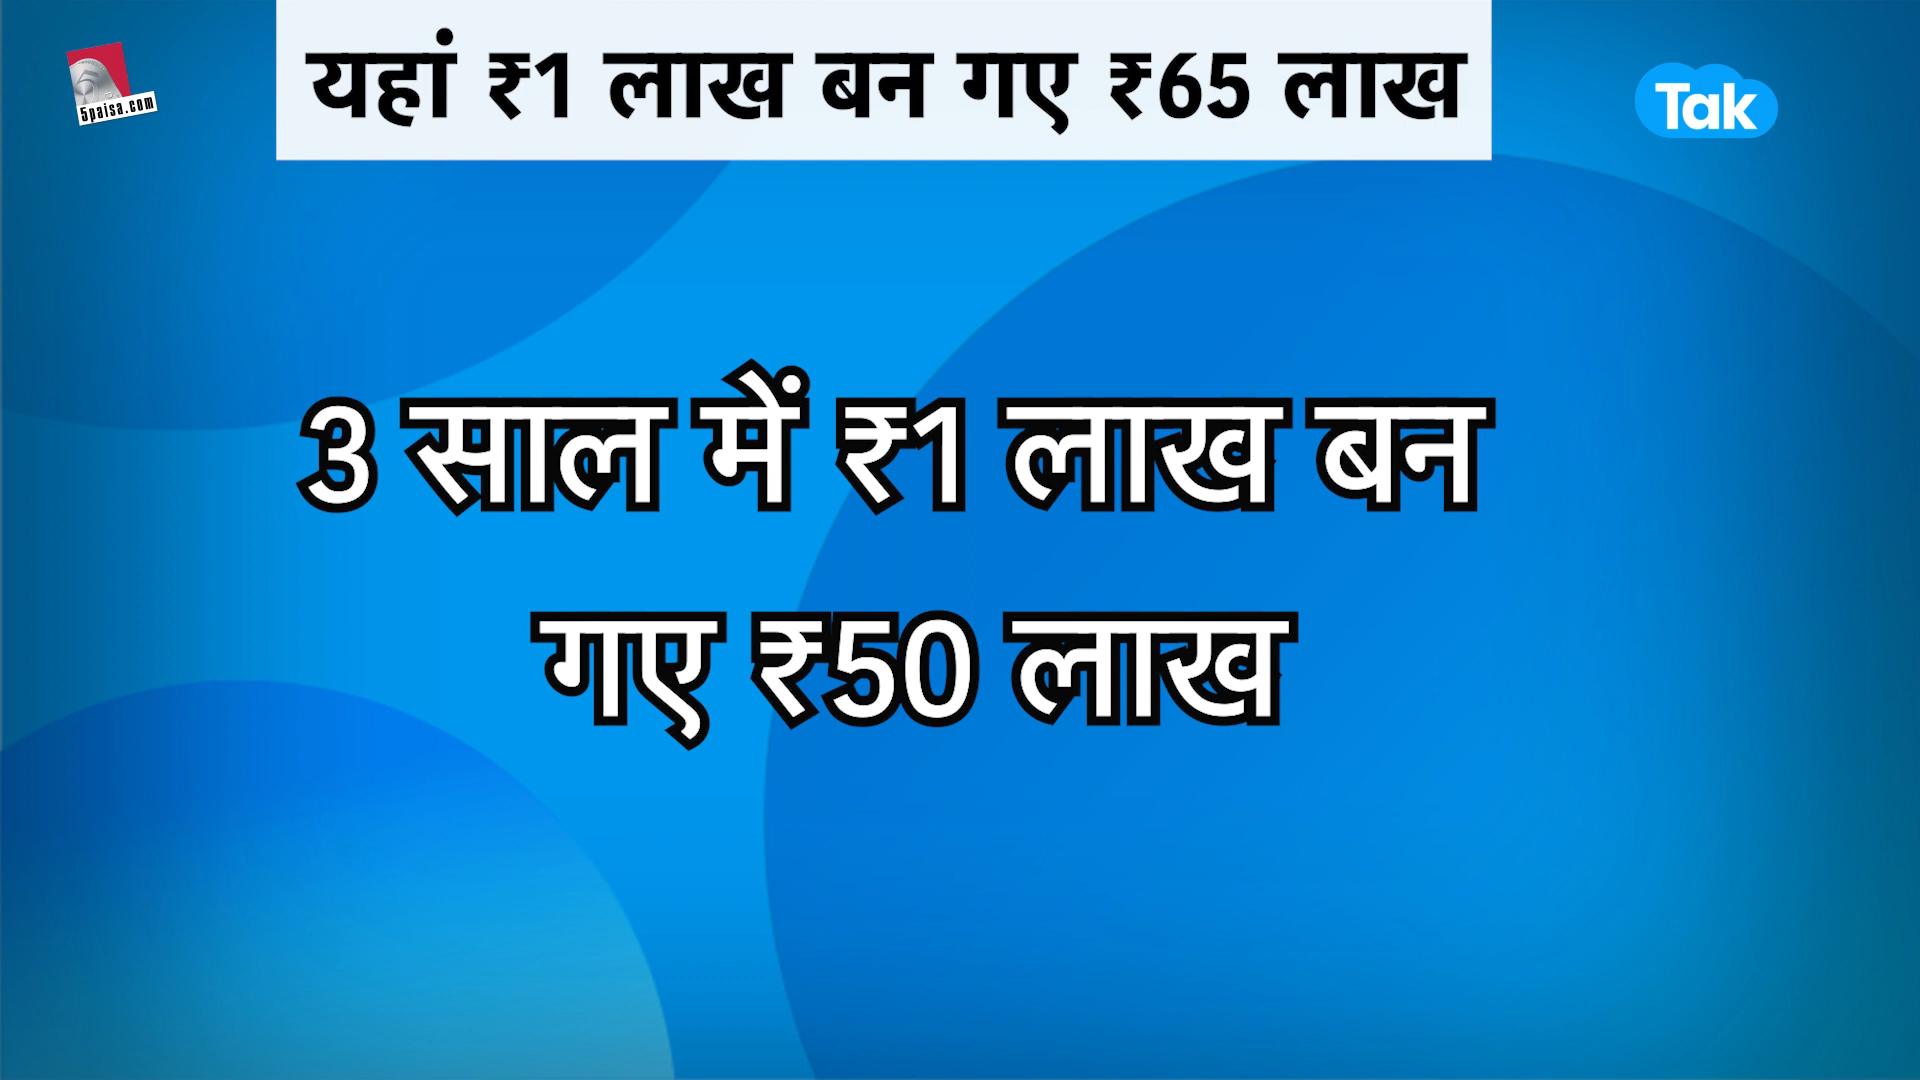 यहां ₹1 लाख बन गए ₹65 लाख
5paisa.com
Tak
3 साल में ₹1 लाख बन
गए ₹50 लाख